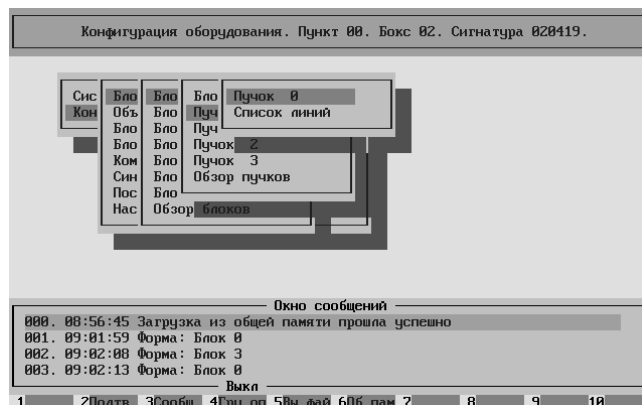 Конфигурация оборудования. Пункт 00. Бокс 02. Сигнатура 020419.
Сис Бло Бло Бло Пучок 0
Кон Объ Бло Пуч Список линий
Бло Бло Пуч
Бло Бло Пучок 2
Ком Бло Пучок 3
Син Бло Обзор пучков
Пос Бло
Нас Обзор блоков
Окно сообщений
000. 08:56:45 Загрузка из общей памяти прошла успешно
001. 09:01:59 Форма: Блок 0
002. 09:02:08 Форма: Блок 3
003. 09:02:13 Форма: Блок 0
Выкл
1 2Подтв 3Сообщ 4Гру оп 5Вы фай 6Об пам 7 8 9 10